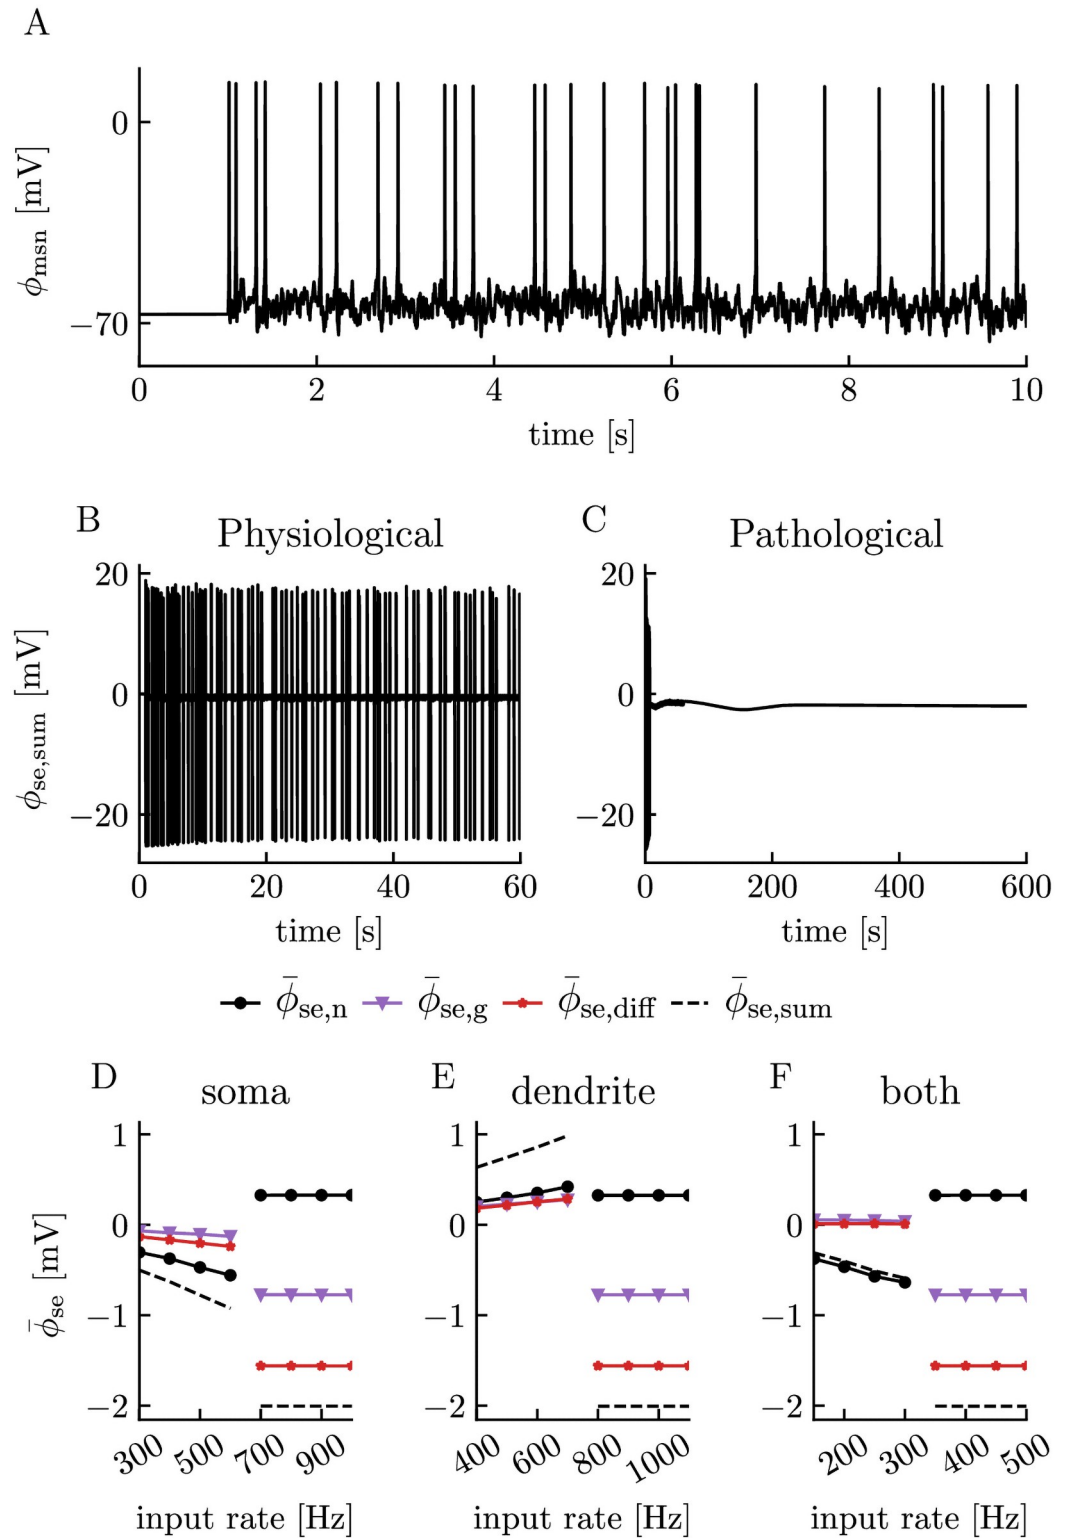 A
0
−70
ϕmsn [mV]
0 2 4 6 8 10
time [s]
B Physiological
C Pathological
20
0
−20
ϕse,sum [mV]
0 20 40 60
time [s]
20
0
−20
0 200 400 600
time [s]
ϕ̄se,n ϕ̄se,g ϕ̄se,diff ϕ̄se,sum
D soma
E dendrite
F both
1
0
−1
−2
ϕ̄se [mV]
300 500 700 900
input rate [Hz]
1
0
−1
−2
400 600 800 1000
input rate [Hz]
1
0
−1
−2
200 300 400 500
input rate [Hz]